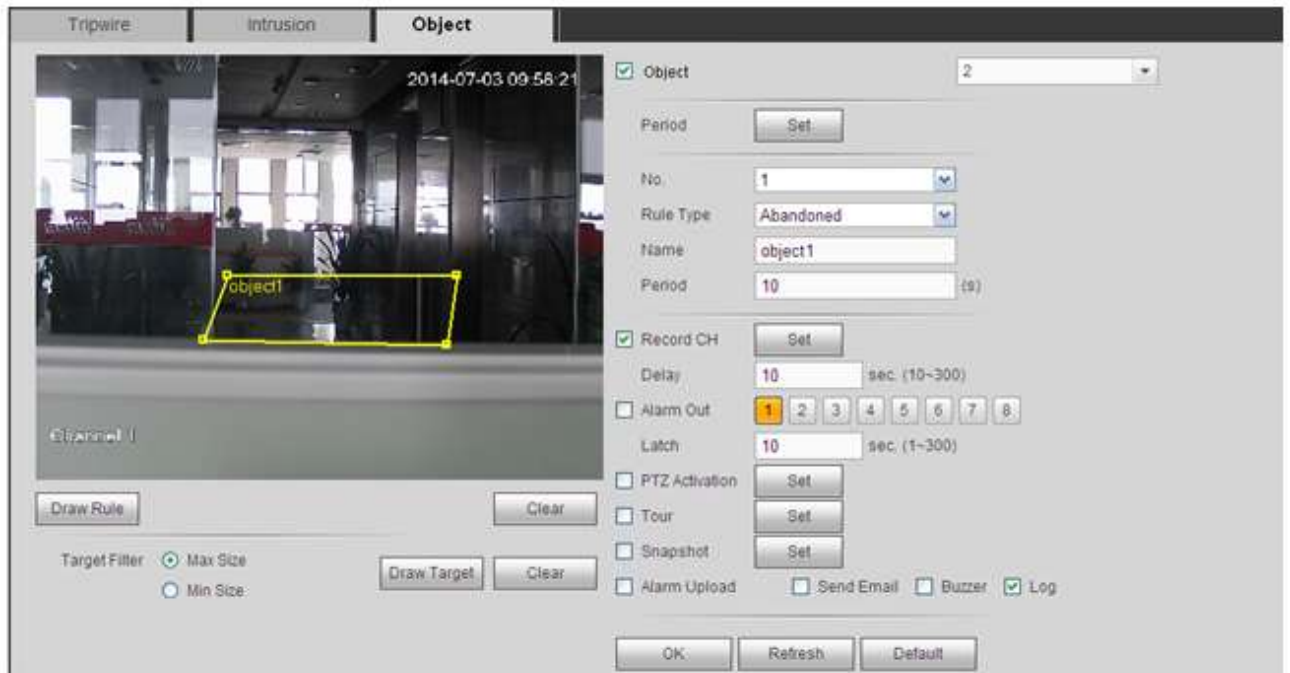 Tripwire
Intrusion
Object
2014-07-03 09:56:21
object1
Channel 1
Draw Rule
Clear
Target Filter
Max Size
Min Size
Draw Target
Clear
Object
2
Period
Set
No.
1
Rule Type
Abandoned
Name
object1
Period
10
(s)
Record CH
Set
Delay
10
sec. (10~300)
Alarm Out
1 2 3 4 5 6 7 8
Latch
10
sec. (1~300)
PTZ Activation
Set
Tour
Set
Snapshot
Set
Alarm Upload
Send Email
Buzzer
Log
OK
Refresh
Default